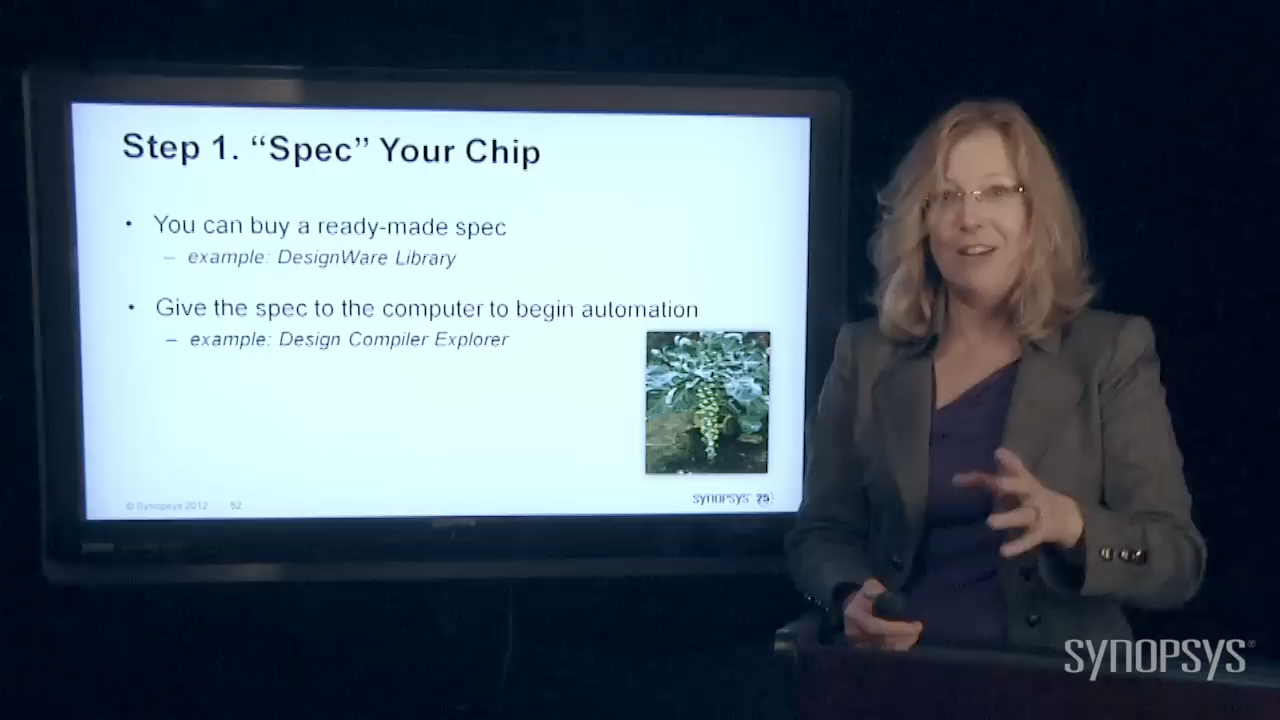 Step 1. “Spec” Your Chip
• You can buy a ready-made spec
– example: DesignWare Library
• Give the spec to the computer to begin automation
– example: Design Compiler Explorer
© Synopsys 2012 52
SYNOPSYS 25
SYNOPSYS®